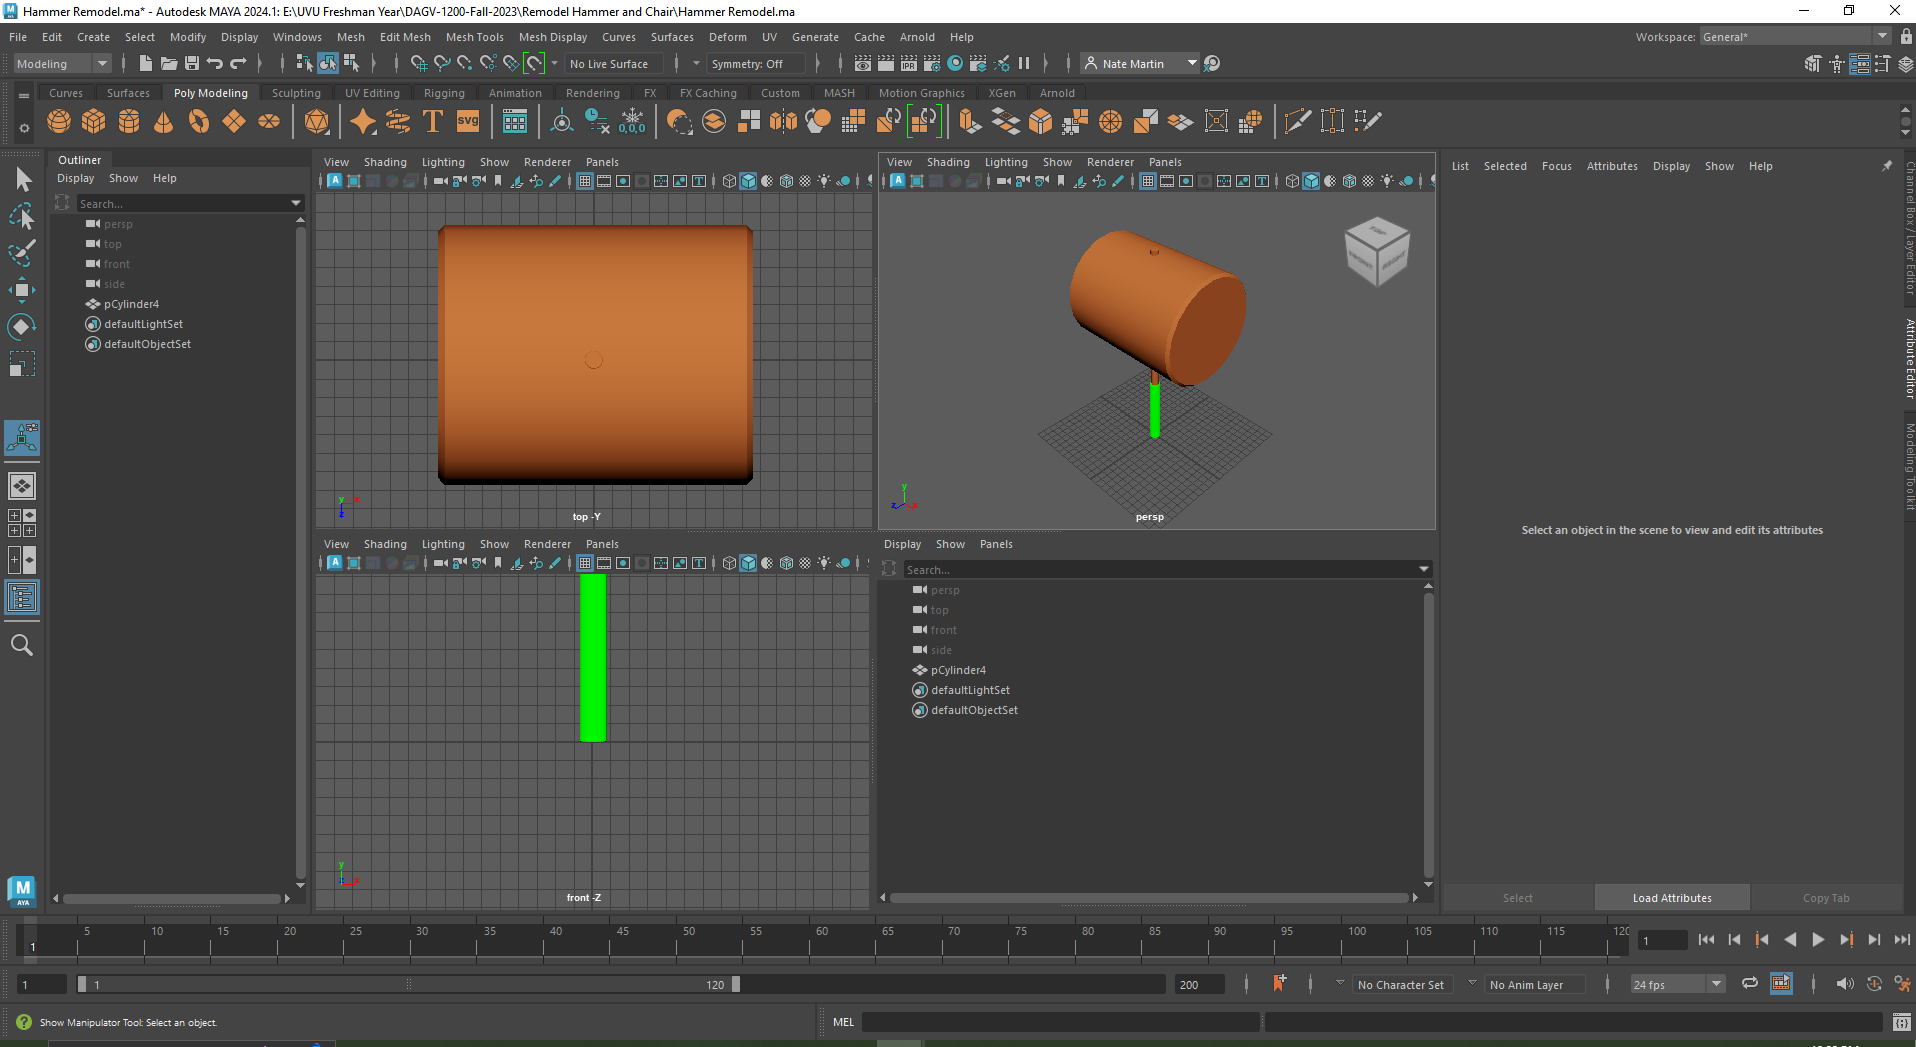 Hammer Remodel.ma* - Autodesk MAYA 2024.1: E:\UVU Freshman Year\DAGV-1200-Fall-2023\Remodel Hammer and Chair\Hammer Remodel.ma
File Edit Create Select Modify Display Windows Mesh Edit Mesh Mesh Tools Mesh Display Curves Surfaces Deform UV Generate Cache Arnold Help Workspace: General*
Modeling No Live Surface Symmetry: Off IPR Nate Martin
Curves Surfaces Poly Modeling Sculpting UV Editing Rigging Animation Rendering FX FX Caching Custom MASH Motion Graphics XGen Arnold
T SVG 0,0,0
Outliner
Display Show Help
Search...
persp
top
front
side
pCylinder4
defaultLightSet
defaultObjectSet
View Shading Lighting Show Renderer Panels
y x
z
top -Y
View Shading Lighting Show Renderer Panels
TOP
FRONT RIGHT
y
z x
persp
View Shading Lighting Show Renderer Panels
y
z x
front -Z
Display Show Panels
Search...
persp
top
front
side
pCylinder4
defaultLightSet
defaultObjectSet
List Selected Focus Attributes Display Show Help
Select an object in the scene to view and edit its attributes
Select Load Attributes Copy Tab
Channel Box / Layer Editor
Attribute Editor
Modeling Toolkit
M
AYA
5 10 15 20 25 30 35 40 45 50 55 60 65 70 75 80 85 90 95 100 105 110 115 120
1
1
1 1 120 200 No Character Set No Anim Layer 24 fps
Show Manipulator Tool: Select an object. MEL